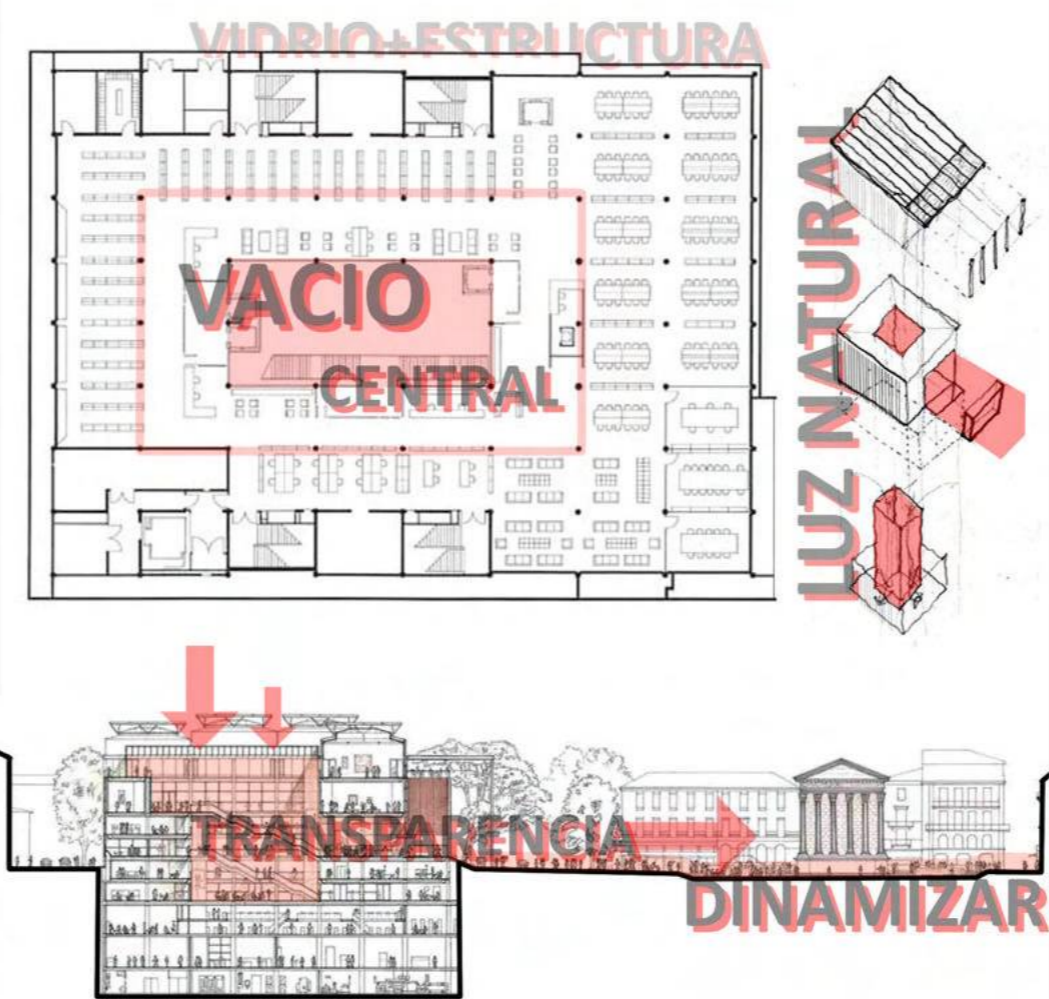 VIDRIO+ESTRUCTURA
VACIO
CENTRAL
LUZ NATURAL
TRANSPARENCIA
DINAMIZAR